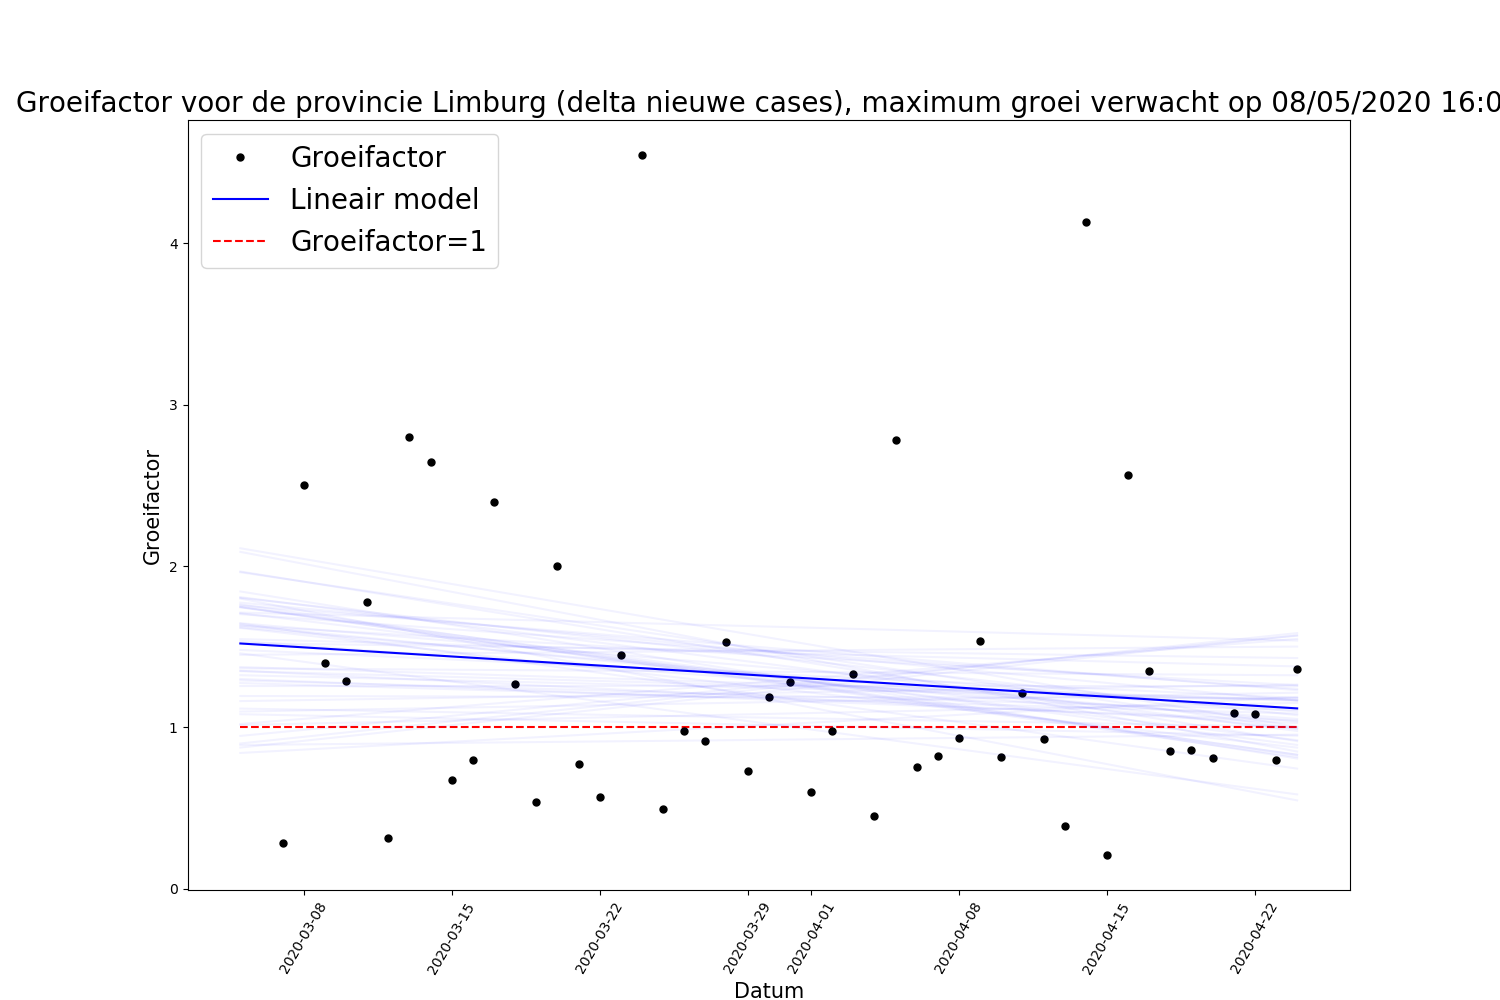 Groeifactor voor de provincie Limburg (delta nieuwe cases), maximum groei verwacht op 08/05/2020 16:0
Groeifactor
Lineair model
Groeifactor=1
4
3
2
1
0
Groeifactor
2020-03-08
2020-03-15
2020-03-22
2020-03-29
2020-04-01
2020-04-08
2020-04-15
2020-04-22
Datum